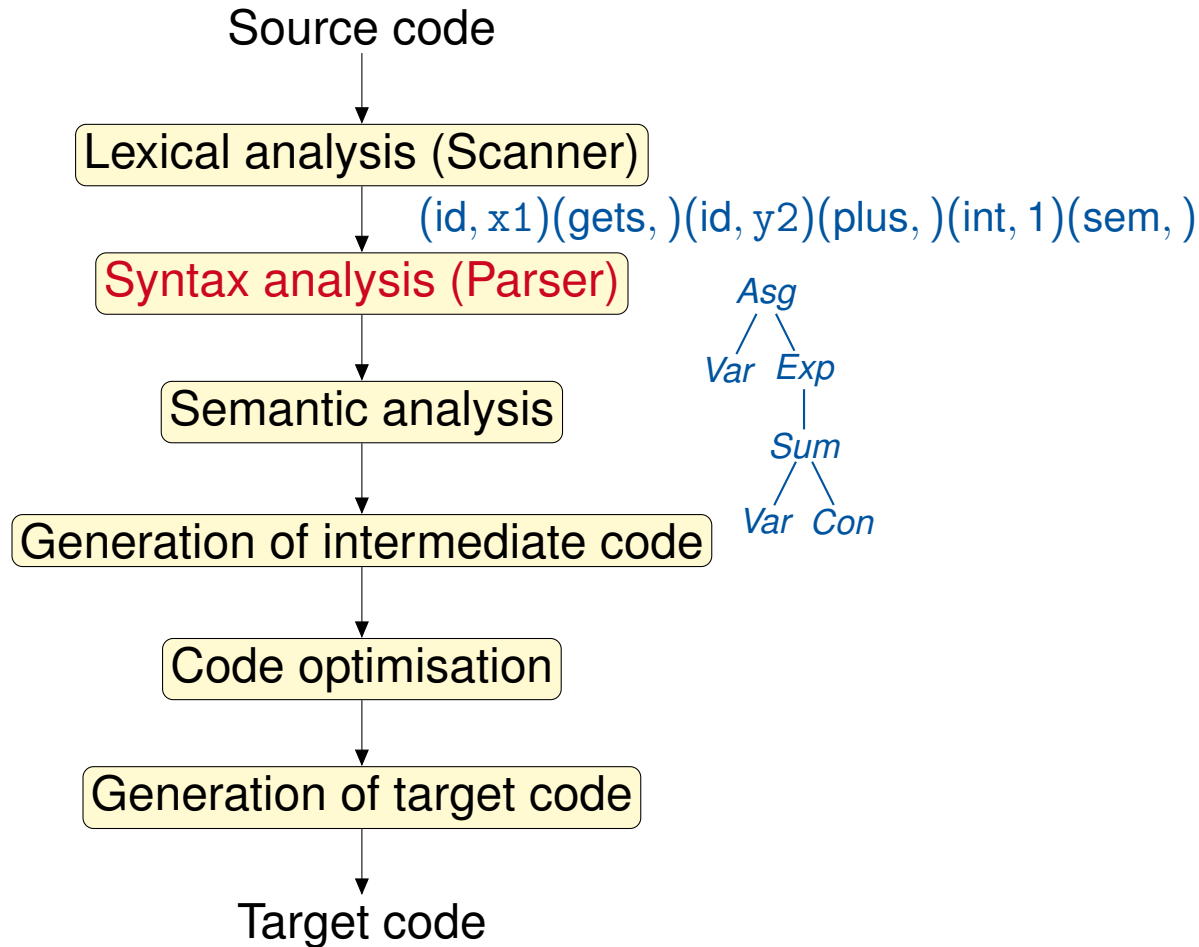 Source code
Lexical analysis (Scanner)
(id, x1)(gets, )(id, y2)(plus, )(int, 1)(sem, )
Syntax analysis (Parser)
Asg
Var Exp
Semantic analysis
Sum
Var Con
Generation of intermediate code
Code optimisation
Generation of target code
Target code